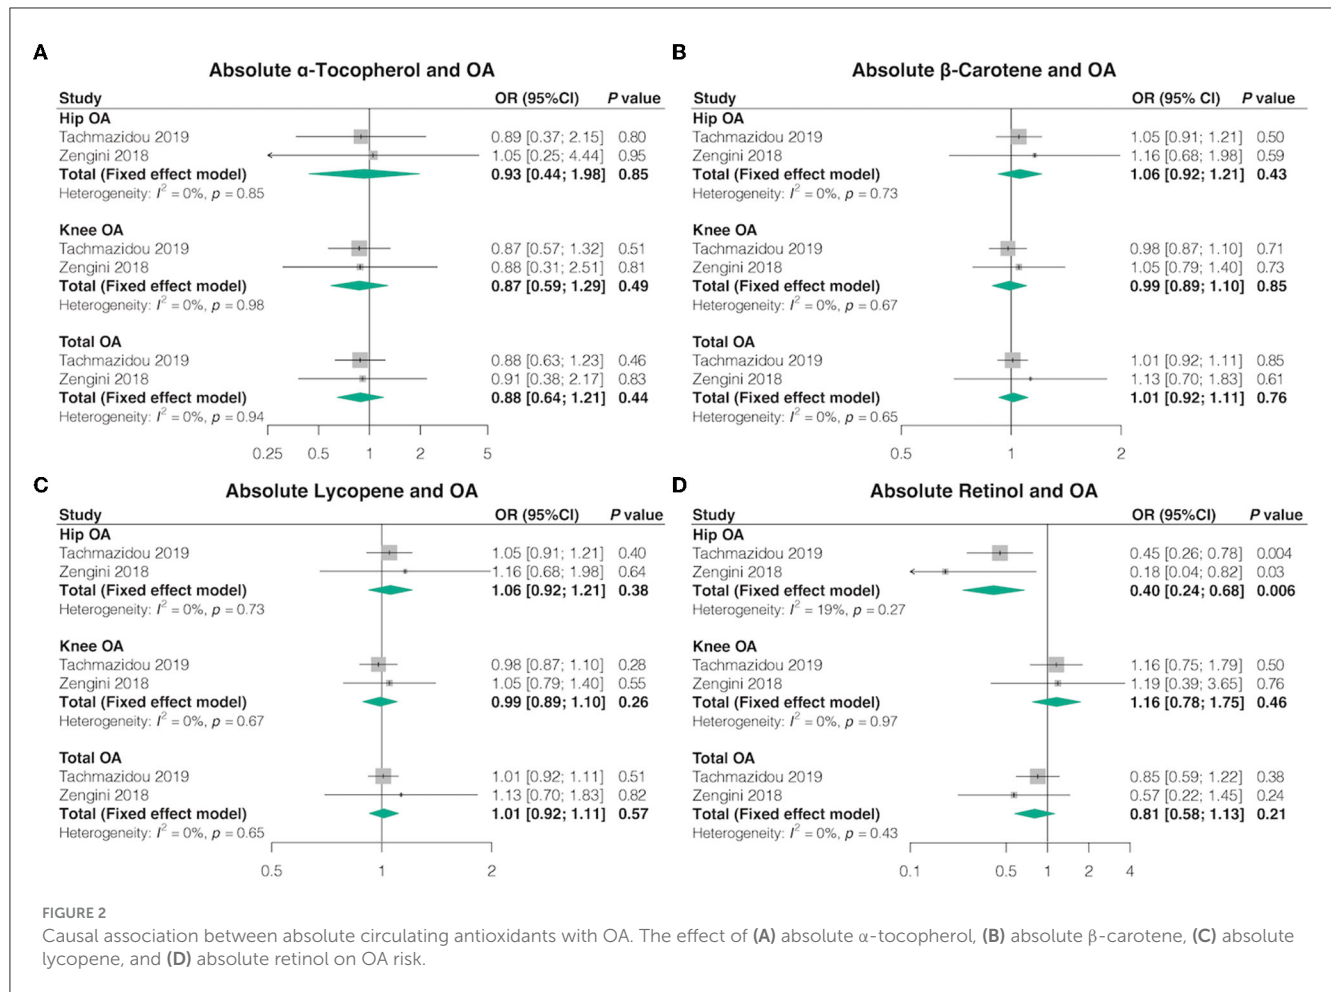 A
Absolute α-Tocopherol and OA
Study OR (95%CI) P value
Hip OA
Tachmazidou 2019 0.89 [0.37; 2.15] 0.80
Zengini 2018 1.05 [0.25; 4.44] 0.95
Total (Fixed effect model) 0.93 [0.44; 1.98] 0.85
Heterogeneity: I² = 0%, p = 0.85
Knee OA
Tachmazidou 2019 0.87 [0.57; 1.32] 0.51
Zengini 2018 0.88 [0.31; 2.51] 0.81
Total (Fixed effect model) 0.87 [0.59; 1.29] 0.49
Heterogeneity: I² = 0%, p = 0.98
Total OA
Tachmazidou 2019 0.88 [0.63; 1.23] 0.46
Zengini 2018 0.91 [0.38; 2.17] 0.83
Total (Fixed effect model) 0.88 [0.64; 1.21] 0.44
Heterogeneity: I² = 0%, p = 0.94
0.25 0.5 1 2 5
B
Absolute β-Carotene and OA
Study OR (95% CI) P value
Hip OA
Tachmazidou 2019 1.05 [0.91; 1.21] 0.50
Zengini 2018 1.16 [0.68; 1.98] 0.59
Total (Fixed effect model) 1.06 [0.92; 1.21] 0.43
Heterogeneity: I² = 0%, p = 0.73
Knee OA
Tachmazidou 2019 0.98 [0.87; 1.10] 0.71
Zengini 2018 1.05 [0.79; 1.40] 0.73
Total (Fixed effect model) 0.99 [0.89; 1.10] 0.85
Heterogeneity: I² = 0%, p = 0.67
Total OA
Tachmazidou 2019 1.01 [0.92; 1.11] 0.85
Zengini 2018 1.13 [0.70; 1.83] 0.61
Total (Fixed effect model) 1.01 [0.92; 1.11] 0.76
Heterogeneity: I² = 0%, p = 0.65
0.5 1 2
C
Absolute Lycopene and OA
Study OR (95%CI) P value
Hip OA
Tachmazidou 2019 1.05 [0.91; 1.21] 0.40
Zengini 2018 1.16 [0.68; 1.98] 0.64
Total (Fixed effect model) 1.06 [0.92; 1.21] 0.38
Heterogeneity: I² = 0%, p = 0.73
Knee OA
Tachmazidou 2019 0.98 [0.87; 1.10] 0.28
Zengini 2018 1.05 [0.79; 1.40] 0.55
Total (Fixed effect model) 0.99 [0.89; 1.10] 0.26
Heterogeneity: I² = 0%, p = 0.67
Total OA
Tachmazidou 2019 1.01 [0.92; 1.11] 0.51
Zengini 2018 1.13 [0.70; 1.83] 0.82
Total (Fixed effect model) 1.01 [0.92; 1.11] 0.57
Heterogeneity: I² = 0%, p = 0.65
0.5 1 2
D
Absolute Retinol and OA
Study OR (95%CI) P value
Hip OA
Tachmazidou 2019 0.45 [0.26; 0.78] 0.004
Zengini 2018 0.18 [0.04; 0.82] 0.03
Total (Fixed effect model) 0.40 [0.24; 0.68] 0.006
Heterogeneity: I² = 19%, p = 0.27
Knee OA
Tachmazidou 2019 1.16 [0.75; 1.79] 0.50
Zengini 2018 1.19 [0.39; 3.65] 0.76
Total (Fixed effect model) 1.16 [0.78; 1.75] 0.46
Heterogeneity: I² = 0%, p = 0.97
Total OA
Tachmazidou 2019 0.85 [0.59; 1.22] 0.38
Zengini 2018 0.57 [0.22; 1.45] 0.24
Total (Fixed effect model) 0.81 [0.58; 1.13] 0.21
Heterogeneity: I² = 0%, p = 0.43
0.1 0.5 1 2 4
FIGURE 2
Causal association between absolute circulating antioxidants with OA. The effect of (A) absolute α-tocopherol, (B) absolute β-carotene, (C) absolute
lycopene, and (D) absolute retinol on OA risk.